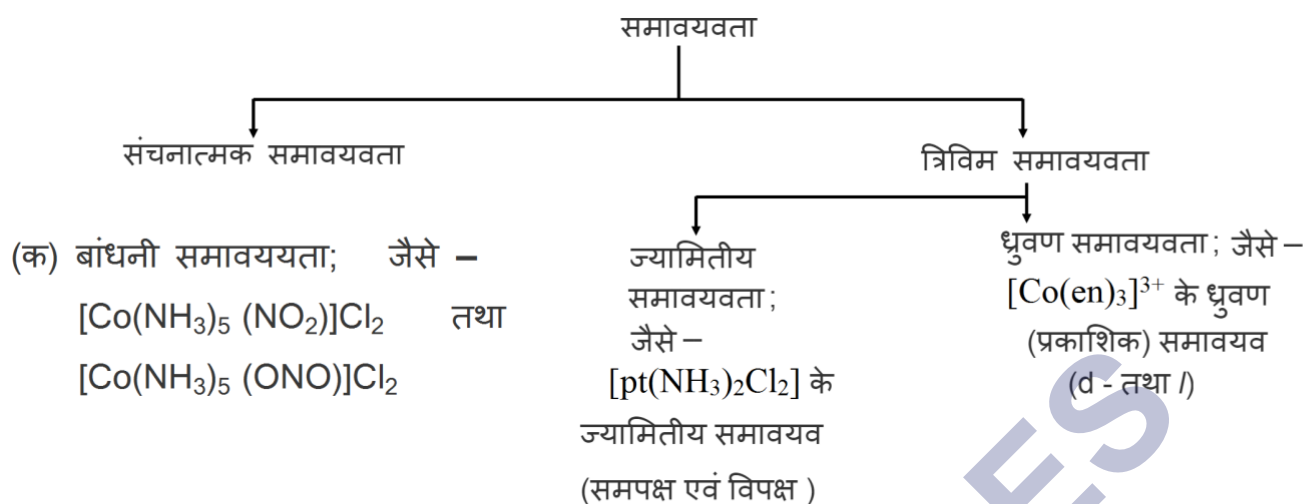 समावयवता
संचनात्मक समावयवता
त्रिविम समावयवता
(क) बांधनी समावययता; जैसे –
[Co(NH₃)₅ (NO₂)]Cl₂ तथा
[Co(NH₃)₅ (ONO)]Cl₂
ज्यामितीय
समावयवता;
जैसे –
[pt(NH₃)₂Cl₂] के
ज्यामितीय समावयव
(समपक्ष एवं विपक्ष )
ध्रुवण समावयवता; जैसे –
[Co(en)₃]³⁺ के ध्रुवण
(प्रकाशिक) समावयव
(d - तथा l)
ES